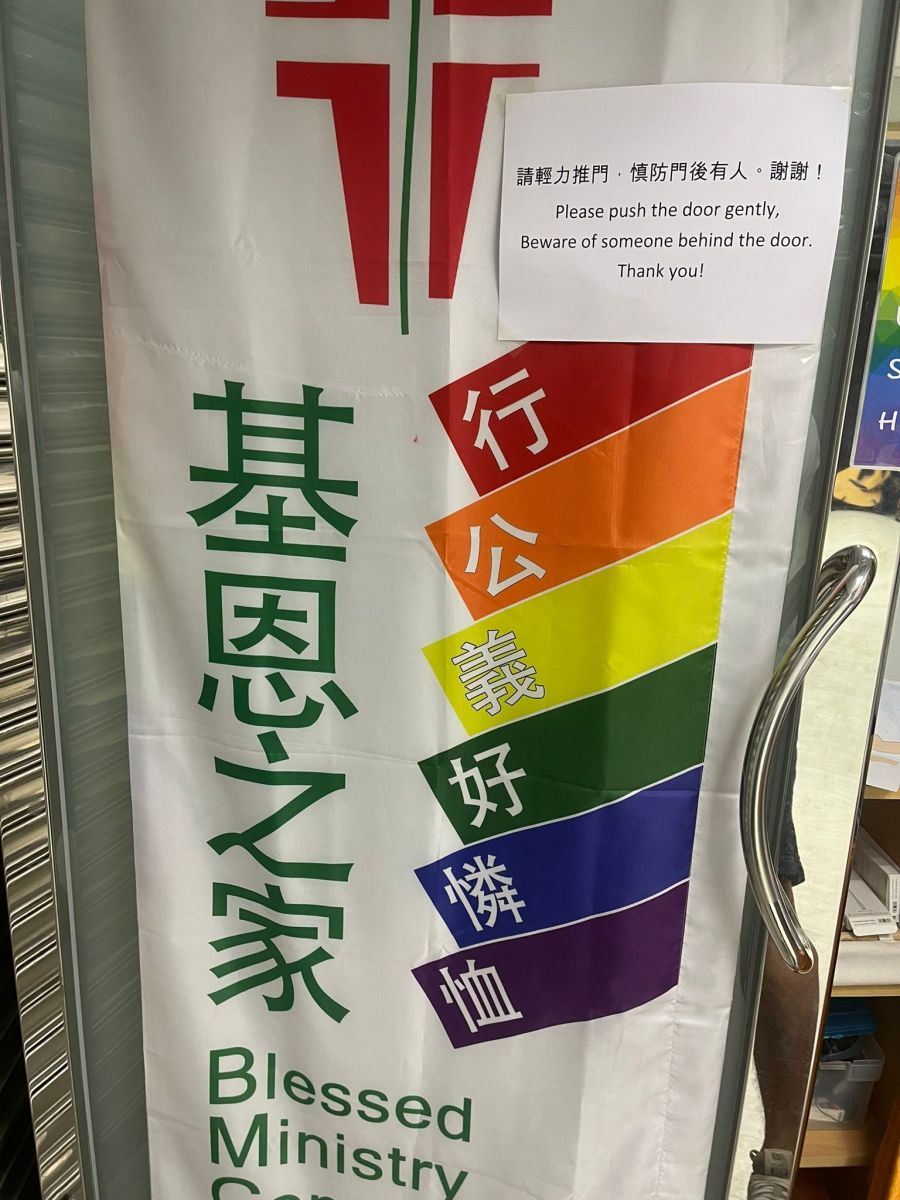 請輕力推門，慎防門後有人。謝謝！
Please push the door gently,
Beware of someone behind the door.
Thank you!
基恩之家
行公義好憐恤
Blessed
Ministry
S
H